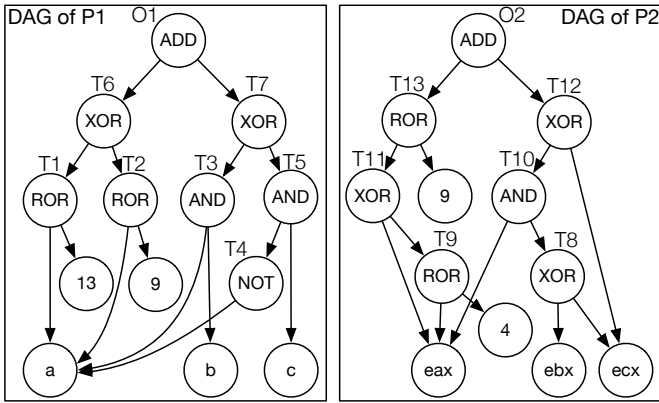 DAG of P1 O1
ADD
T6 T7
XOR XOR
T1 T2 T3 T5
ROR ROR AND AND
T4
13 9 NOT
a b c
O2 DAG of P2
ADD
T13 T12
ROR XOR
T11 T10
XOR 9 AND
T9 T8
ROR XOR
4
eax ebx ecx